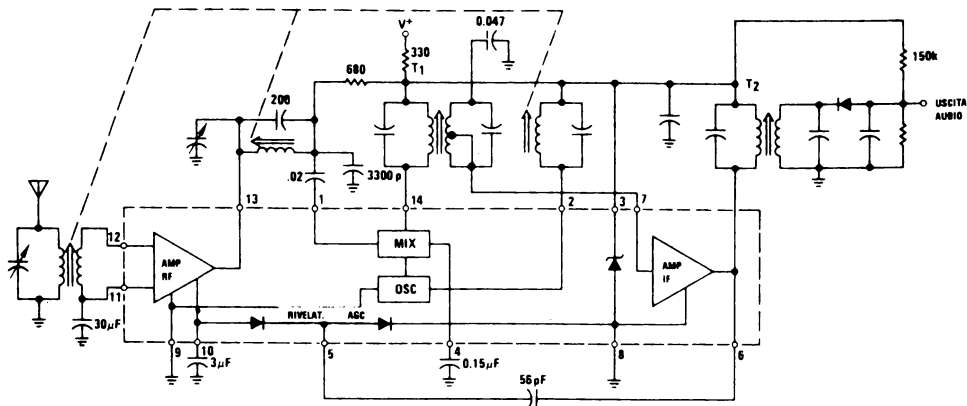 V+
0.047
330
T1
680
150k
T2
200
USCITA
AUDIO
.02
3300 p
13
1
14
2
3
7
12
MIX
AMP
RF
AMP
IF
11
OSC
RIVELAT. AGC
30µF
9
10
5
4
8
6
3µF
0.15µF
56pF